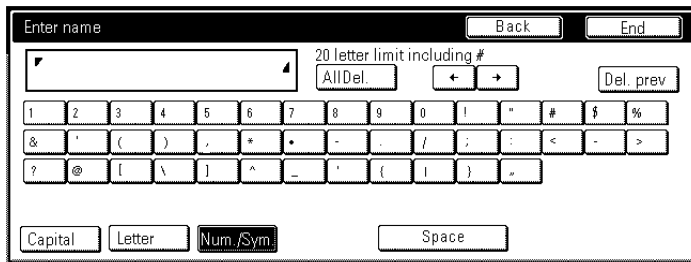 Enter name Back End
20 letter limit including #
AllDel. ← → Del. prev
1 2 3 4 5 6 7 8 9 0 ! " # $ %
& ' ( ) , * • - . / ; : < - >
? @ [ \ ] ^ _ ' { | } „
Capital Letter Num./Sym. Space